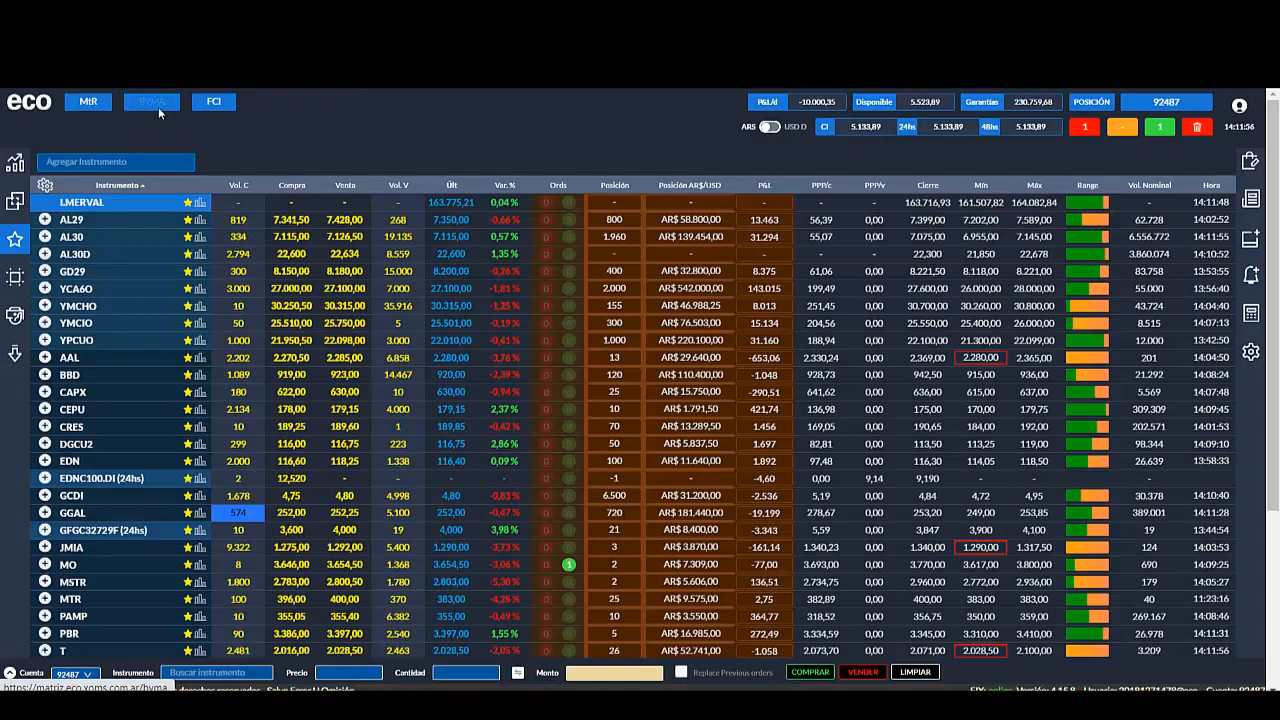 eco MtR BYMA FCI P&L/d -10.000,35 Disponible 5.523,89 Garantías 230.759,68 POSICIÓN 92487
ARS USD D CI 5.133,89 24hs 5.133,89 48hs 5.133,89 1 - 1 14:11:56
Agregar Instrumento
Instrumento Vol. C Compra Venta Vol. V Últ Var. % Ords Posición Posición AR$/USD P&L PPP/c PPP/v Cierre Mín Máx Range Vol. Nominal Hora
I.MERVAL - - - - 163.775,21 0,04 % - - - - - 163.716,93 161.507,82 164.082,84 - 14:11:48
AL29 819 7.341,50 7.428,00 268 7.350,00 -0,66 % 800 AR$ 58.800,00 13.463 56,39 0,00 7.399,00 7.202,00 7.589,00 62.728 14:02:52
AL30 334 7.115,00 7.126,50 19.135 7.115,00 0,57 % 1.960 AR$ 139.454,00 31.294 55,07 0,00 7.075,00 6.955,00 7.145,00 6.556.772 14:11:55
AL30D 2.794 22,600 22,634 8.559 22,600 1,35 % - - - - - 22,300 21,850 22,678 3.860.074 14:10:52
GD29 300 8.150,00 8.180,00 15.000 8.200,00 -0,26 % 400 AR$ 32.800,00 8.375 61,06 0,00 8.221,50 8.118,00 8.221,00 83.758 13:53:55
YCA6O 3.000 27.000,00 27.100,00 7.000 27.100,00 -1,81 % 2.000 AR$ 542.000,00 143.015 199,49 0,00 27.600,00 26.000,00 28.000,00 55.000 13:56:40
YMCHO 10 30.250,50 30.315,00 35.916 30.315,00 -1,25 % 155 AR$ 46.988,25 8.013 251,45 0,00 30.700,00 30.260,00 30.800,00 43.724 14:04:40
YMCIO 50 25.510,00 25.750,00 5 25.501,00 -0,19 % 300 AR$ 76.503,00 15.134 204,56 0,00 25.550,00 25.400,00 26.000,00 8.515 14:07:13
YPCUO 1.000 21.950,00 22.098,00 3.000 22.010,00 -0,41 % 1.000 AR$ 220.100,00 31.160 188,94 0,00 22.100,00 21.300,00 22.099,00 12.000 13:42:50
AAL 2.202 2.270,50 2.285,00 6.858 2.280,00 -3,76 % 13 AR$ 29.640,00 -653,06 2.330,24 0,00 2.369,00 2.280,00 2.365,00 201 14:04:50
BBD 1.089 919,00 923,00 14.467 920,00 -2,39 % 120 AR$ 110.400,00 -1.048 928,73 0,00 942,50 915,00 936,00 21.292 14:12:24
CAPX 180 622,00 630,00 10 630,00 -0,94 % 25 AR$ 15.750,00 -290,51 641,62 0,00 636,00 615,00 637,00 5.569 14:07:48
CEPU 2.134 178,00 179,15 4.000 179,15 2,37 % 10 AR$ 1.791,50 421,74 136,98 0,00 175,00 170,00 179,75 309.309 14:09:45
CRES 10 189,25 189,60 1 189,85 -0,42 % 70 AR$ 13.289,50 1.456 169,05 0,00 190,65 184,00 192,00 202.571 14:01:53
DGCU2 299 116,00 117,00 223 116,75 2,86 % 50 AR$ 5.837,50 1.697 82,81 0,00 113,50 113,25 119,00 98.344 14:09:10
EDN 2.000 116,60 118,25 1.338 116,40 0,09 % 100 AR$ 11.640,00 1.892 97,48 0,00 116,30 114,05 118,50 26.639 13:58:33
EDNC100.DI (24hs) 2 12,520 - - - - -1 - -4,60 0,00 9,14 9,190 - - - -
GCDI 1.678 4,75 4,80 4.998 4,80 -0,83 % 6.500 AR$ 31.200,00 -2.536 5,19 0,00 4,84 4,72 4,95 30.378 14:10:40
GGAL 574 252,00 252,25 5.100 252,00 -0,47 % 720 AR$ 181.440,00 -19.199 278,67 0,00 253,20 249,00 253,85 389.001 14:11:28
GFGC32729F (24hs) 10 3,600 4,000 19 4,000 3,98 % 21 AR$ 8.400,00 -3.343 5,59 0,00 3,847 3,900 4,100 19 13:44:54
JMIA 9.322 1.275,00 1.292,00 5.400 1.290,00 -3,73 % 3 AR$ 3.870,00 -161,14 1.340,23 0,00 1.340,00 1.290,00 1.317,50 124 14:03:53
MO 8 3.646,00 3.654,50 1.368 3.654,50 -3,06 % 1 2 AR$ 7.309,00 -77,00 3.693,00 0,00 3.770,00 3.617,00 3.800,00 690 14:09:25
MSTR 1.800 2.783,00 2.800,50 1.780 2.803,00 -5,30 % 2 AR$ 5.606,00 136,51 2.734,75 0,00 2.960,00 2.772,00 2.936,00 179 14:05:27
MTR 100 396,00 400,00 370 383,00 -4,25 % 25 AR$ 9.575,00 2,75 382,89 0,00 400,00 383,00 383,00 40 11:23:16
PAMP 10 355,05 355,40 6.382 355,00 -0,49 % 10 AR$ 3.550,00 364,77 318,52 0,00 356,75 350,00 359,00 269.167 14:08:46
PBR 90 3.386,00 3.397,00 2.540 3.397,00 1,55 % 5 AR$ 16.985,00 272,49 3.334,59 0,00 3.345,00 3.310,00 3.410,00 26.978 14:11:31
T 2.481 2.016,00 2.028,50 2.463 2.028,50 -2,05 % 26 AR$ 52.741,00 -1.058 2.073,70 0,00 2.071,00 2.028,50 2.100,00 3.209 14:11:56
Cuenta 92487 Instrumento Buscar instrumento Precio Cantidad Monto Replace Previous orders COMPRAR VENDER LIMPIAR
https://matriz.eco.xoms.com.ar/byma derechos reservados - Salvo Error U Omisión FIX: online Versión: 4.15.8 Usuario: 20181271478@eco Cuenta: 92487